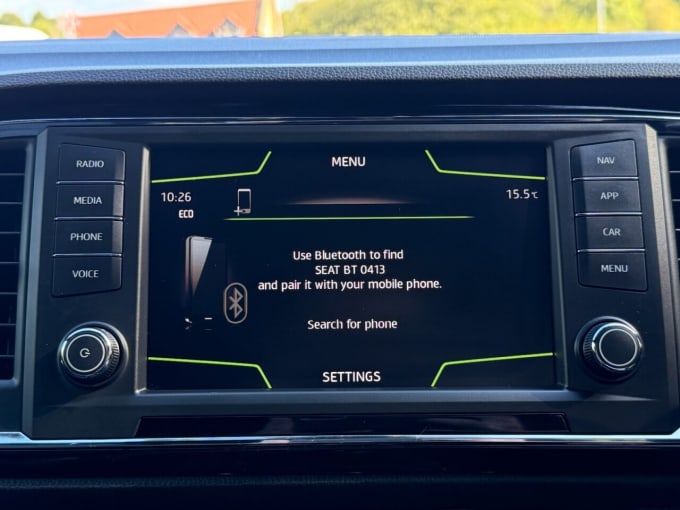 RADIO
MEDIA
PHONE
VOICE
MENU
10:26
ECO
15.5°C
Use Bluetooth to find
SEAT BT 0413
and pair it with your mobile phone.
Search for phone
SETTINGS
NAV
APP
CAR
MENU